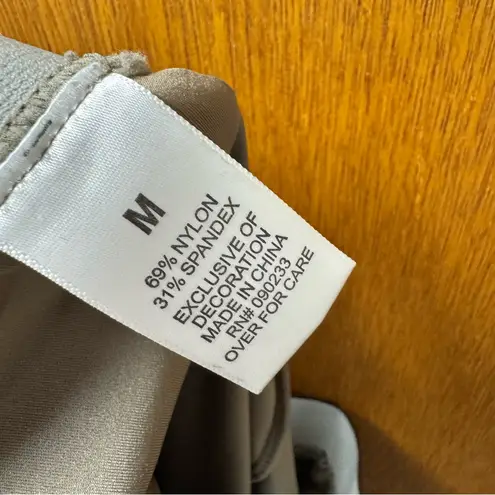 M
69% NYLON
31% SPANDEX
EXCLUSIVE OF
DECORATION
MADE IN CHINA
RN# 090233
OVER FOR CARE